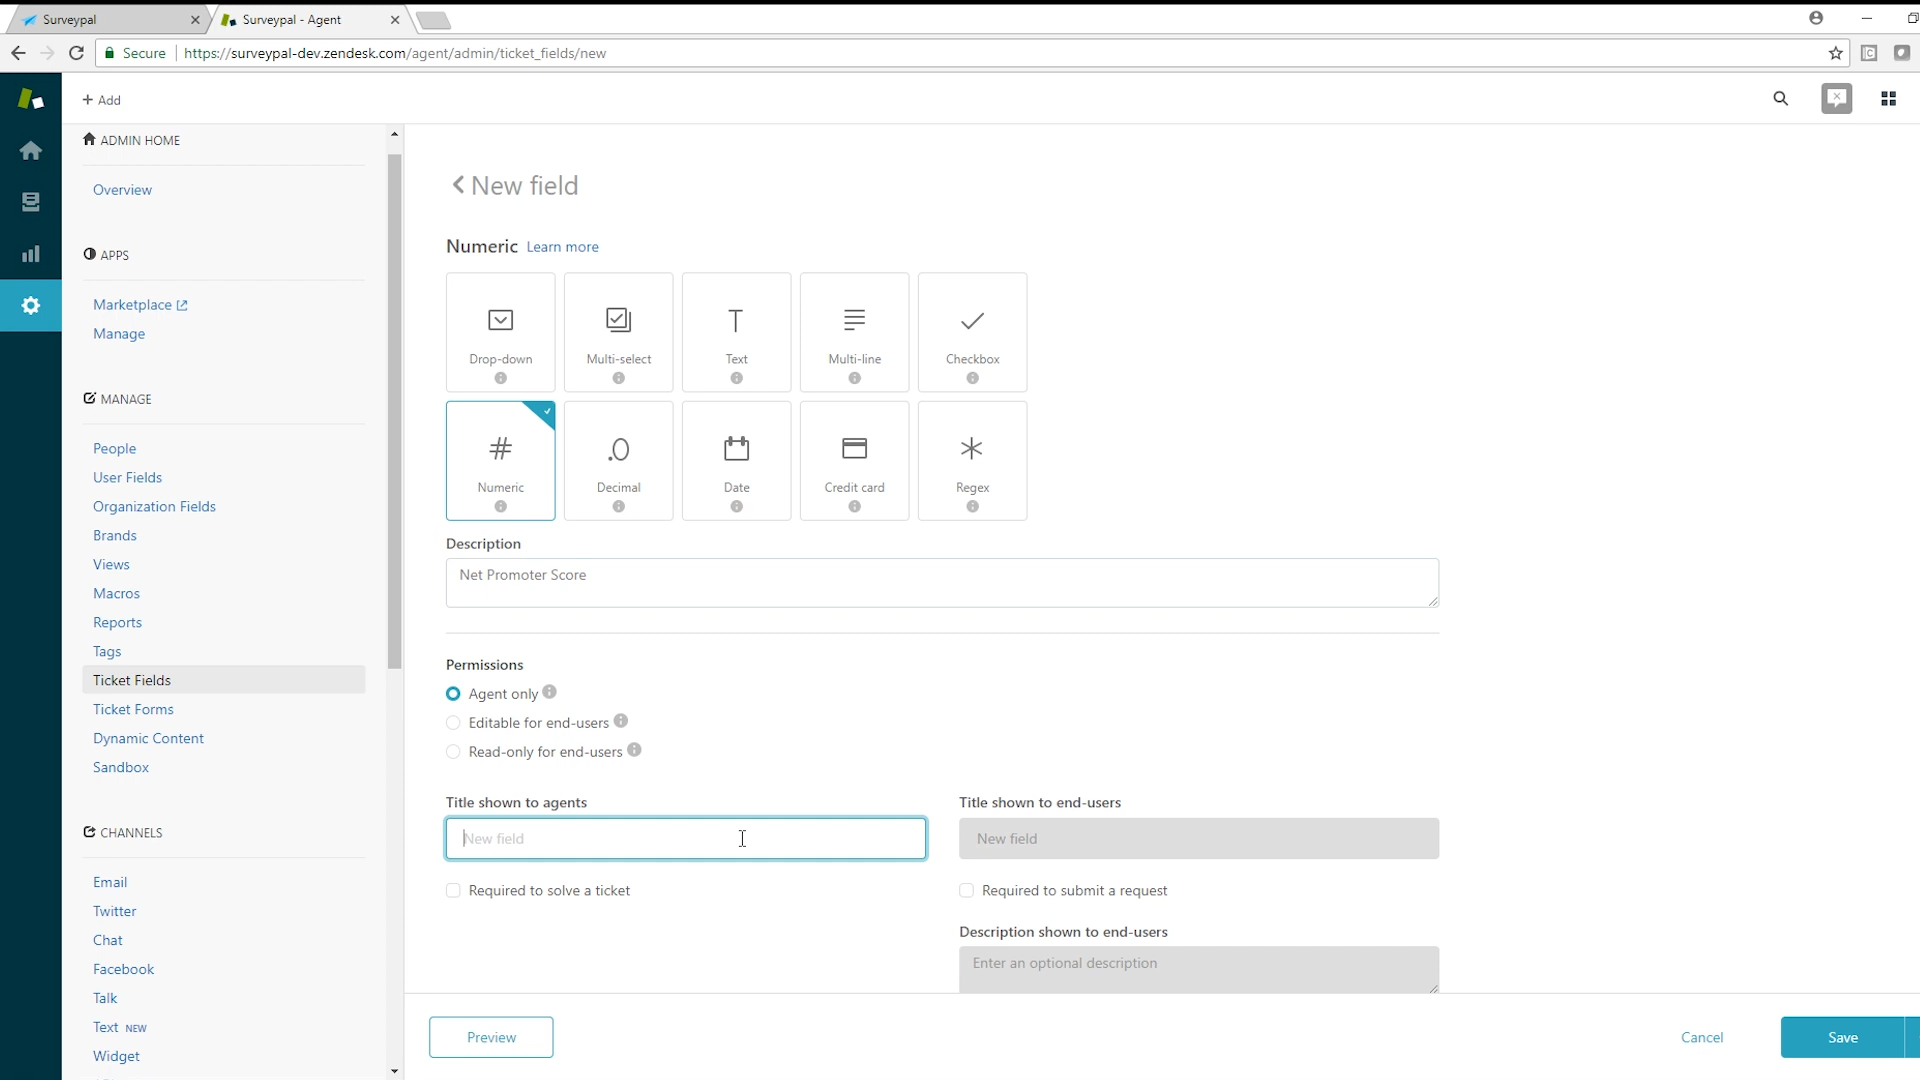 Surveypal
Surveypal - Agent
Secure
https://surveypal-dev.zendesk.com/agent/admin/ticket_fields/new
+ Add
ADMIN HOME
Overview
APPS
Marketplace
Manage
MANAGE
People
User Fields
Organization Fields
Brands
Views
Macros
Reports
Tags
Ticket Fields
Ticket Forms
Dynamic Content
Sandbox
CHANNELS
Email
Twitter
Chat
Facebook
Talk
Text NEW
Widget
New field
Numeric Learn more
Drop-down
Multi-select
Text
Multi-line
Checkbox
Numeric
Decimal
Date
Credit card
Regex
Description
Net Promoter Score
Permissions
Agent only
Editable for end-users
Read-only for end-users
Title shown to agents
New field
Required to solve a ticket
Title shown to end-users
New field
Required to submit a request
Description shown to end-users
Enter an optional description
Preview
Cancel
Save